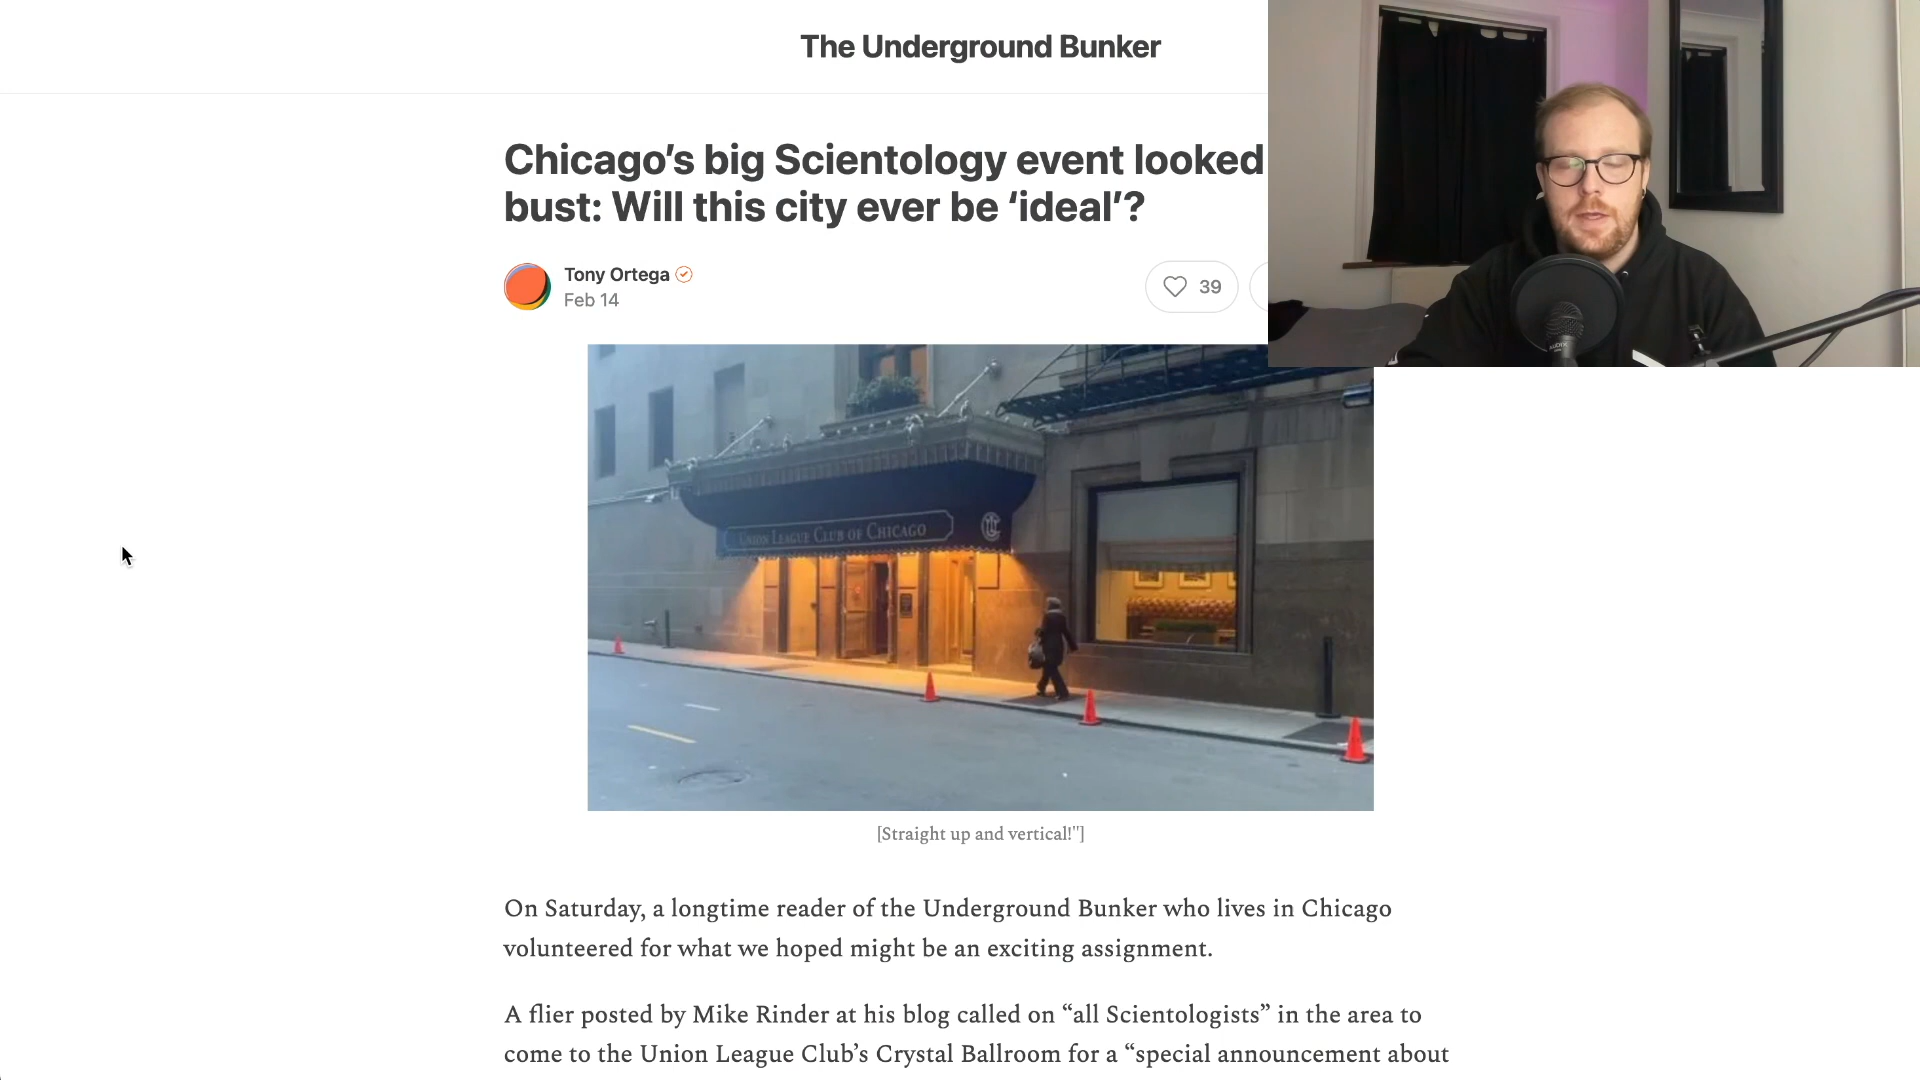 The Underground Bunker
Chicago’s big Scientology event looked
bust: Will this city ever be ‘ideal’?
Tony Ortega
Feb 14
39
UNION LEAGUE CLUB OF CHICAGO
[Straight up and vertical!"]
On Saturday, a longtime reader of the Underground Bunker who lives in Chicago
volunteered for what we hoped might be an exciting assignment.
A flier posted by Mike Rinder at his blog called on “all Scientologists” in the area to
come to the Union League Club’s Crystal Ballroom for a “special announcement about